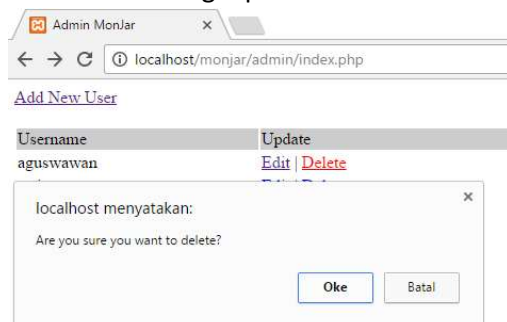 Admin MonJar
localhost/monjar/admin/index.php
Add New User
Username Update
aguswawan Edit | Delete
localhost menyatakan:
Are you sure you want to delete?
Oke Batal